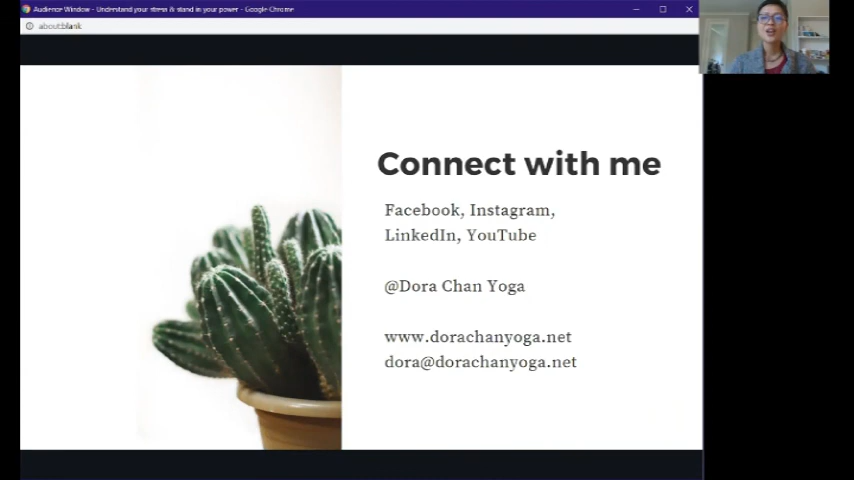 Audience Window - Understand your stress & stand in your power - Google Chrome
about:blank
Connect with me
Facebook, Instagram,
LinkedIn, YouTube
@Dora Chan Yoga
www.dorachanyoga.net
dora@dorachanyoga.net